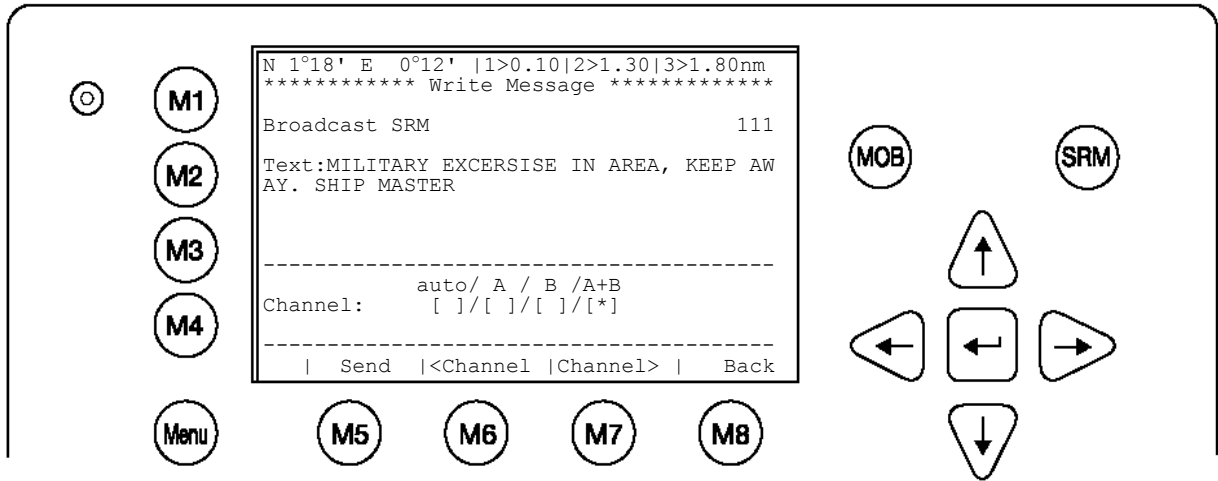 N 1°18' E 0°12' |1>0.10|2>1.30|3>1.80nm
************ Write Message *************
M1
Broadcast SRM 111
MOB
SRM
Text:MILITARY EXCERSISE IN AREA, KEEP AW
AY. SHIP MASTER
M2
M3
----------------------------------------
auto/ A / B /A+B
Channel: [ ]/[ ]/[ ]/[*]
M4
----------------------------------------
| Send |<Channel |Channel> | Back
Menu M5 M6 M7 M8